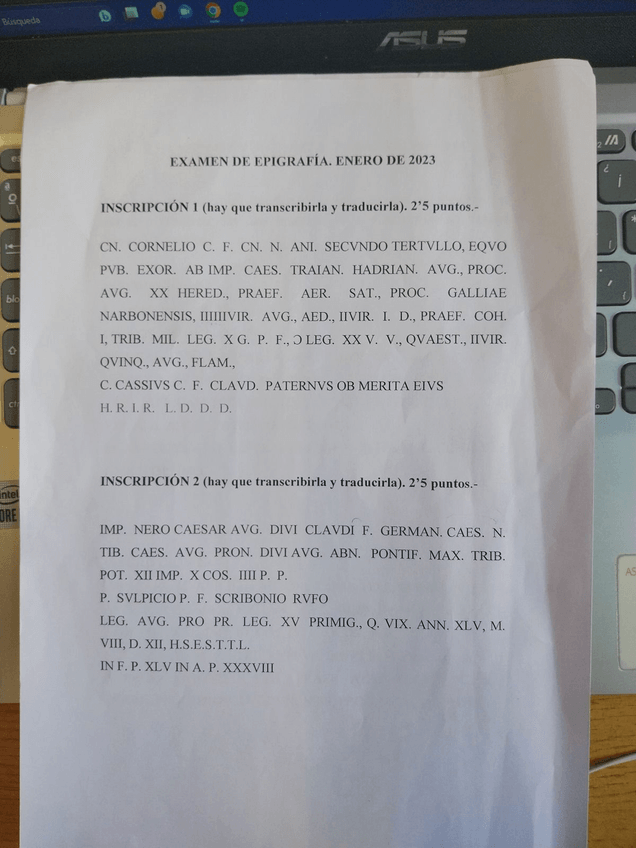 Búsqueda
ASUS
EXAMEN DE EPIGRAFÍA. ENERO DE 2023
INSCRIPCIÓN 1 (hay que transcribirla y traducirla). 2'5 puntos.-
CN. CORNELIO C. F. CN. N. ANI. SECVNDO TERTVLLO, EQVO
PVB. EXOR. AB IMP. CAES. TRAIAN. HADRIAN. AVG., PROC.
AVG. XX HERED., PRAEF. AER. SAT., PROC. GALLIAE
NARBONENSIS, IIIIIIVIR. AVG., AED., IIVIR. I. D., PRAEF. COH.
I, TRIB. MIL. LEG. X G. P. F., Ɔ LEG. XX V. V., QVAEST., IIVIR.
QVINQ., AVG., FLAM.,
C. CASSIVS C. F. CLAVD. PATERNVS OB MERITA EIVS
H. R. I. R. L. D. D. D.
INSCRIPCIÓN 2 (hay que transcribirla y traducirla). 2'5 puntos.-
IMP. NERO CAESAR AVG. DIVI CLAVDI F. GERMAN. CAES. N.
TIB. CAES. AVG. PRON. DIVI AVG. ABN. PONTIF. MAX. TRIB.
POT. XII IMP. X COS. IIII P. P.
P. SVLPICIO P. F. SCRIBONIO RVFO
LEG. AVG. PRO PR. LEG. XV PRIMIG., Q. VIX. ANN. XLV, M.
VIII, D. XII, H.S.E.S.T.T.L.
IN F. P. XLV IN A. P. XXXVIII
intel